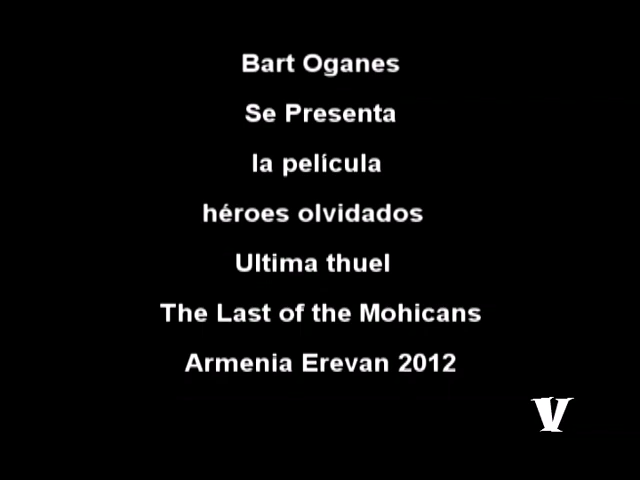 Bart Oganes
Se Presenta
la película
héroes olvidados
Ultima thuel
The Last of the Mohicans
Armenia Erevan 2012
V